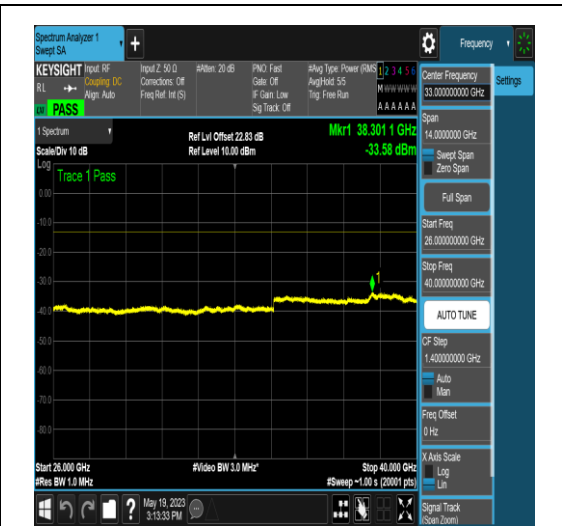 Spectrum Analyzer 1
Swept SA
+
Frequency
KEYSIGHT
RL
PASS
Input: RF
Coupling: DC
Align: Auto
Input Z: 50 Ω
Corrections: Off
Freq Ref: Int (S)
#Atten: 20 dB
PNO: Fast
Gate: Off
IF Gain: Low
Sig Track: Off
#Avg Type: Power (RMS
Avg|Hold: 5/5
Trig: Free Run
1 2 3 4 5 6
M W W W W W
A A A A A A
1 Spectrum
Scale/Div 10 dB
Ref Lvl Offset 22.83 dB
Ref Level 10.00 dBm
Mkr1 38.301 1 GHz
-33.58 dBm
Log
Trace 1 Pass
0.00
-10.0
-20.0
-30.0
-40.0
-50.0
-60.0
-70.0
-80.0
1
Start 26.000 GHz
#Res BW 1.0 MHz
#Video BW 3.0 MHz*
Stop 40.000 GHz
#Sweep ~1.00 s (20001 pts)
Center Frequency
33.000000000 GHz
Settings
Span
14.0000000 GHz
Swept Span
Zero Span
Full Span
Start Freq
26.000000000 GHz
Stop Freq
40.000000000 GHz
AUTO TUNE
CF Step
1.400000000 GHz
Auto
Man
Freq Offset
0 Hz
X Axis Scale
Log
Lin
Signal Track
(Span Zoom)
?
May 19, 2023
3:13:33 PM